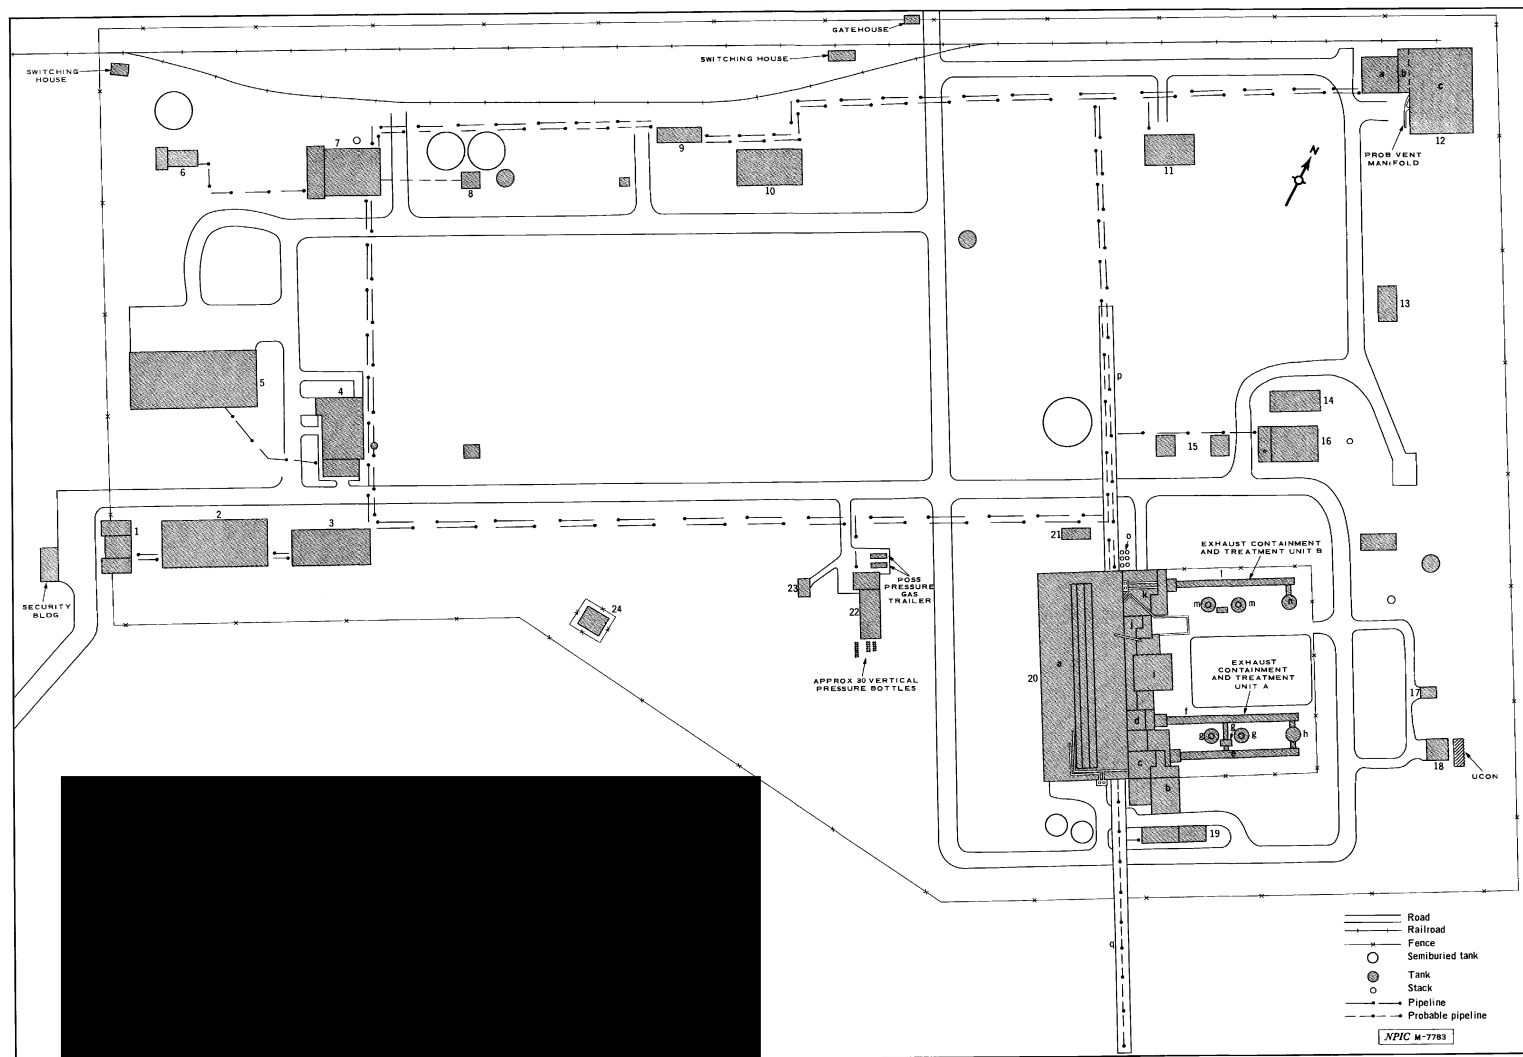 GATEHOUSE
SWITCHING HOUSE
SWITCHING
HOUSE
a
b
c
12
PROB VENT
MANIFOLD
N
7
6
8
9
10
11
13
p
5
4
14
15
16
1
2
3
SECURITY
BLDG
21
o
EXHAUST CONTAINMENT
AND TREATMENT UNIT B
l
k
m
m
n
POSS
PRESSURE
GAS
TRAILER
23
22
24
j
a
20
i
APPROX 30 VERTICAL
PRESSURE BOTTLES
EXHAUST
CONTAINMENT
AND TREATMENT
UNIT A
17
f
d
g
g
g
h
e
c
b
18
UCON
19
q
Road
Railroad
Fence
Semiburied tank
Tank
Stack
Pipeline
Probable pipeline
NPIC M-7783